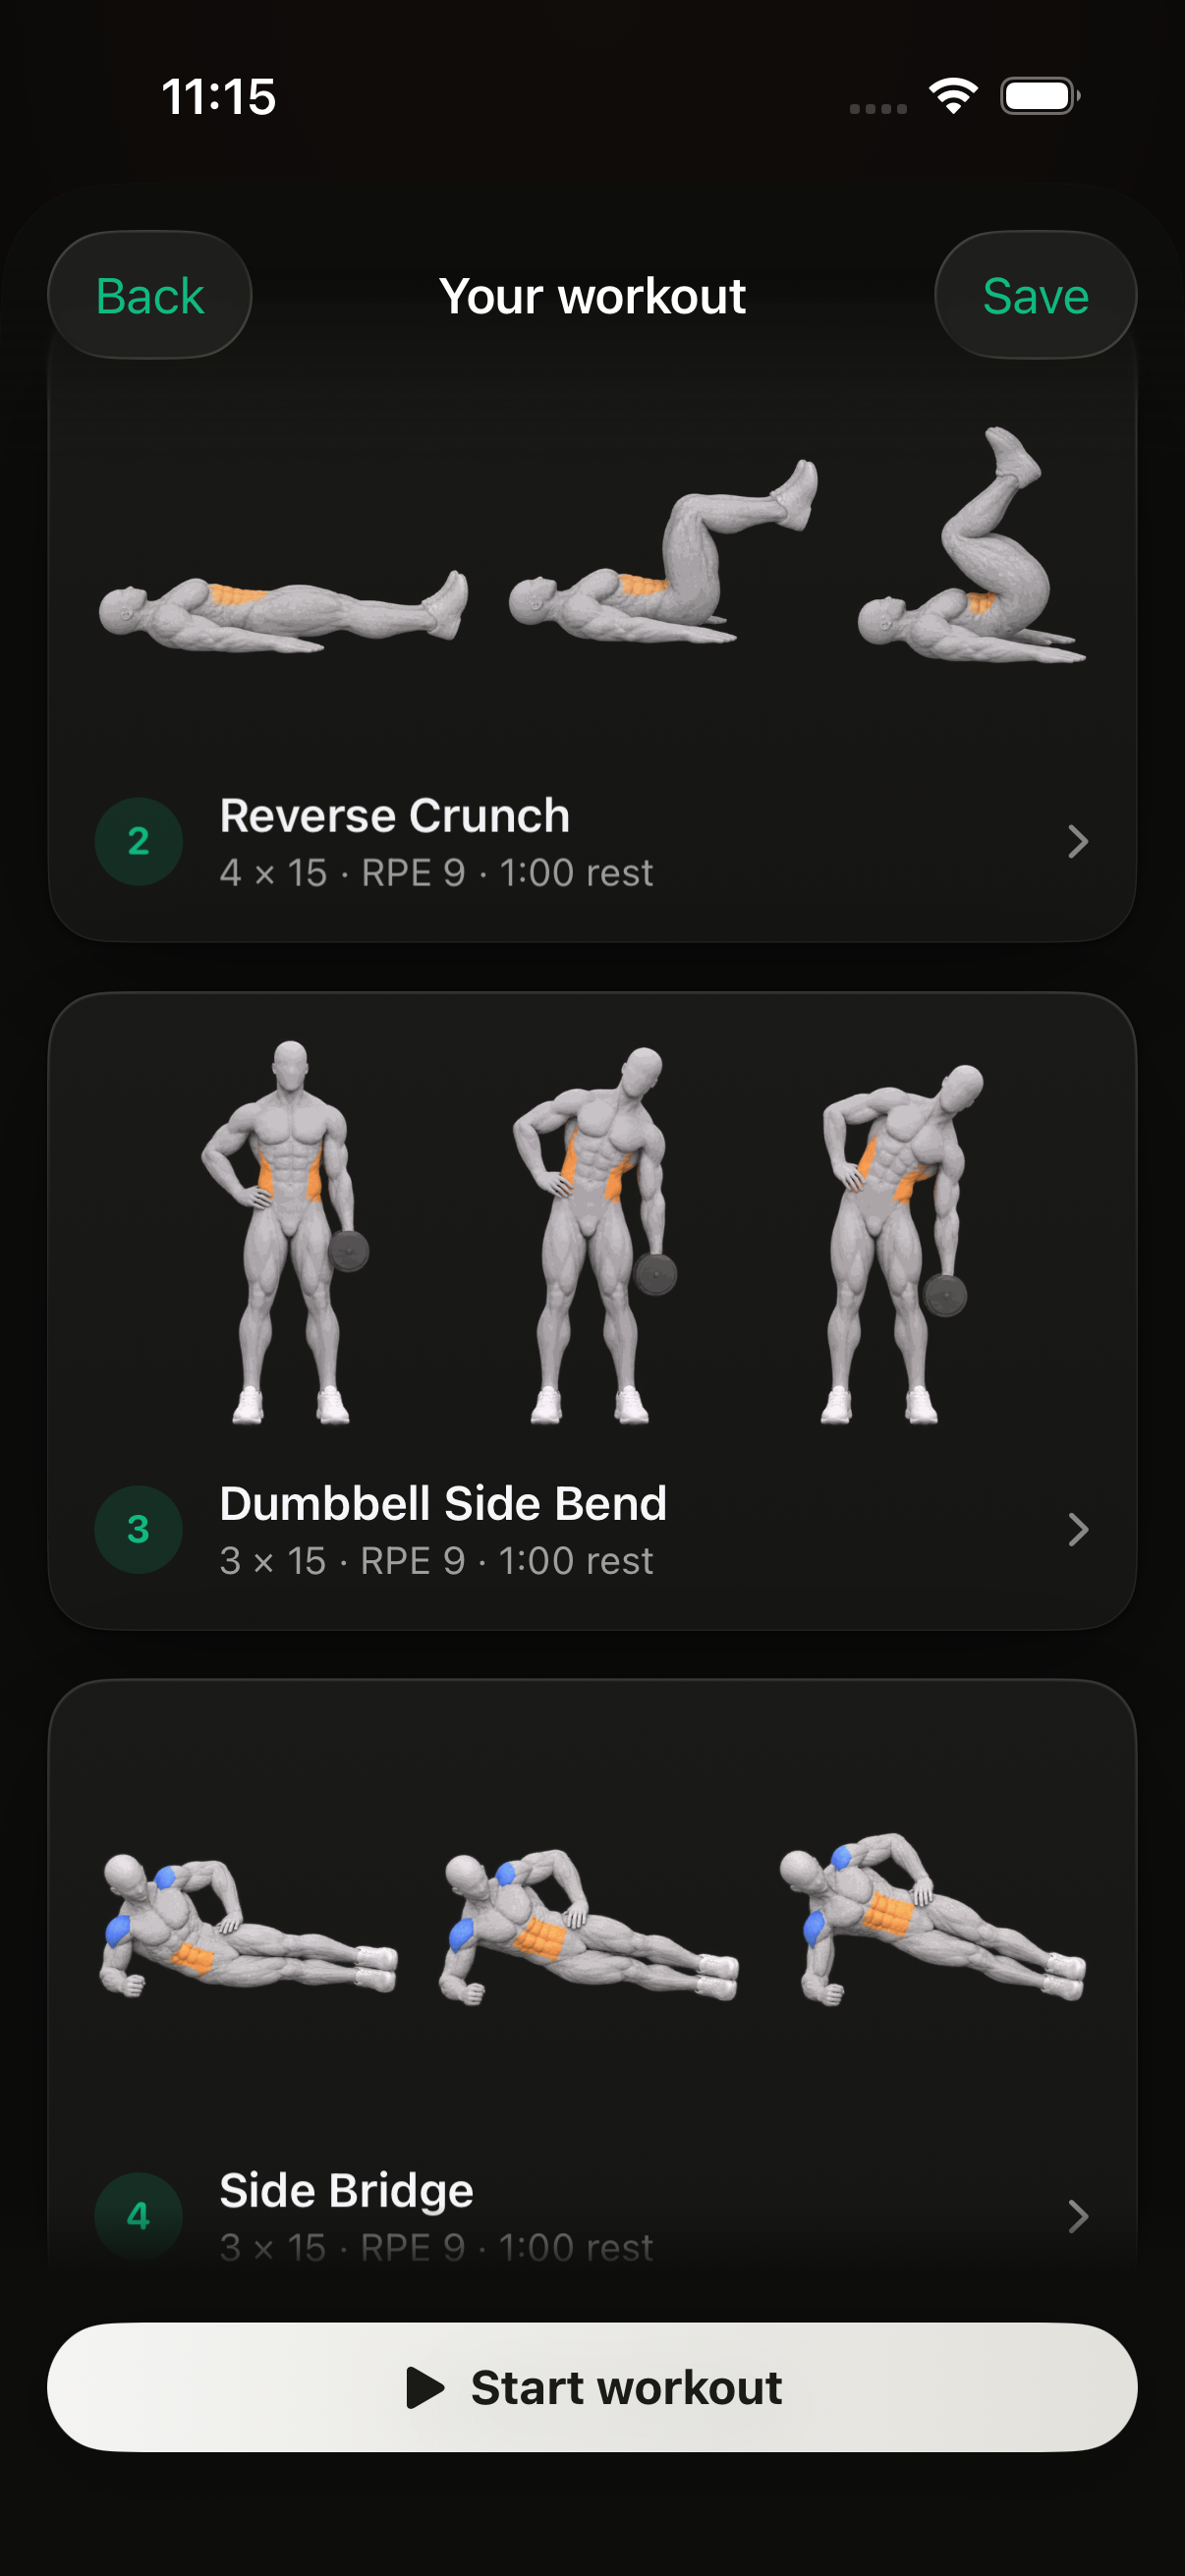 11:15
Back
Your workout
Save
2
Reverse Crunch
4 × 15 · RPE 9 · 1:00 rest
3
Dumbbell Side Bend
3 × 15 · RPE 9 · 1:00 rest
4
Side Bridge
3 × 15 · RPE 9 · 1:00 rest
Start workout